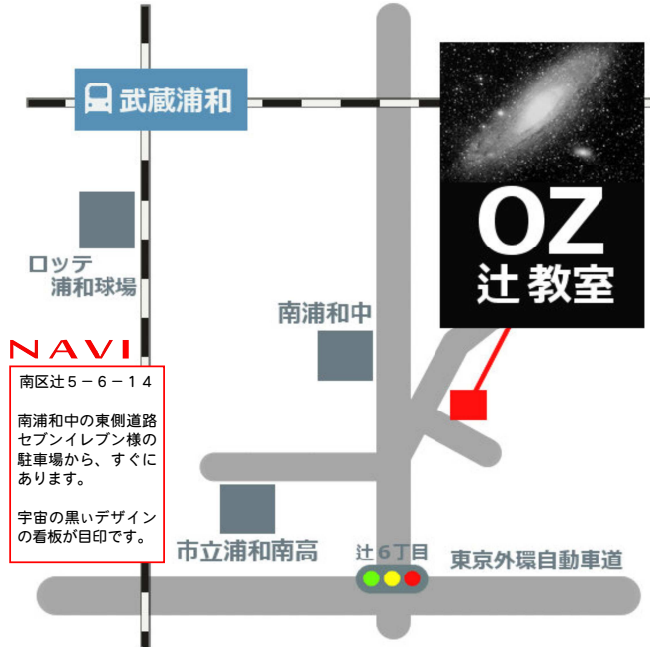 武蔵浦和
OZ
辻教室
ロッテ
浦和球場
南浦和中
NAVI
南区辻5-6-14
南浦和中の東側道路
セブンイレブン様の
駐車場から、すぐに
あります。
宇宙の黒いデザイン
の看板が目印です。
市立浦和南高
辻6丁目
東京外環自動車道